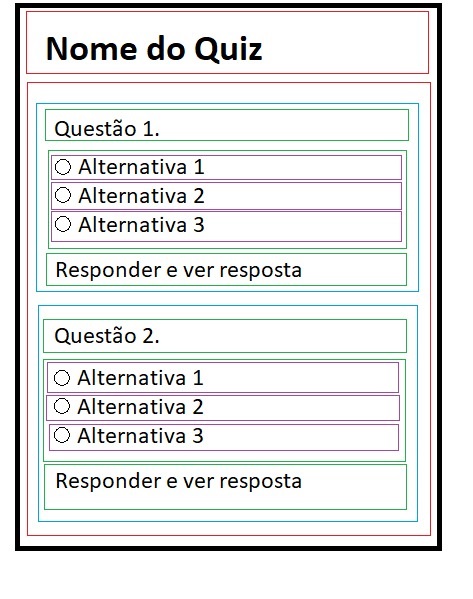 Nome do Quiz
Questão 1.
Alternativa 1
Alternativa 2
Alternativa 3
Responder e ver resposta
Questão 2.
Alternativa 1
Alternativa 2
Alternativa 3
Responder e ver resposta